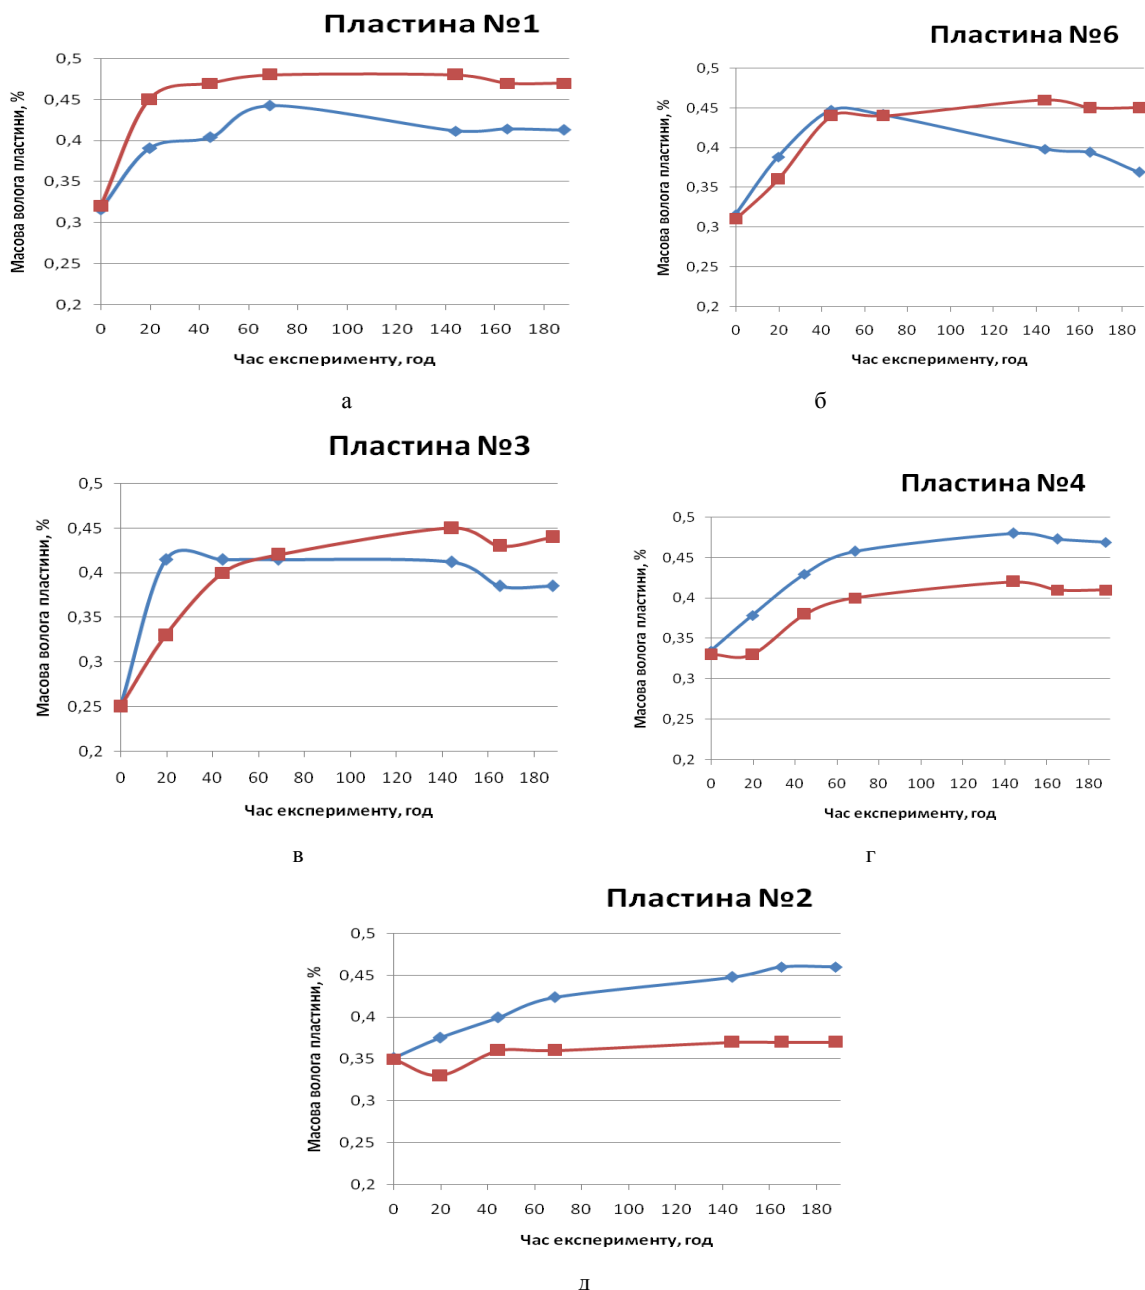 Пластина №1
Масова волога пластини, %
0,5
0,45
0,4
0,35
0,3
0,25
0,2
0 20 40 60 80 100 120 140 160 180
Час експерименту, год
а
Пластина №6
Масова волога пластини, %
0,5
0,45
0,4
0,35
0,3
0,25
0,2
0 20 40 60 80 100 120 140 160 180
Час експерименту, год
б
Пластина №3
Масова волога пластини, %
0,5
0,45
0,4
0,35
0,3
0,25
0,2
0 20 40 60 80 100 120 140 160 180
Час експерименту, год
в
Пластина №4
Масова волога пластини, %
0,5
0,45
0,4
0,35
0,3
0,25
0,2
0 20 40 60 80 100 120 140 160 180
Час експерименту, год
г
Пластина №2
Масова волога пластини, %
0,5
0,45
0,4
0,35
0,3
0,25
0,2
0 20 40 60 80 100 120 140 160 180
Час експерименту, год
д